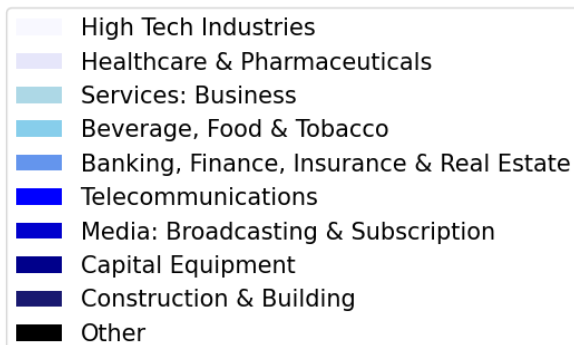 High Tech Industries
Healthcare & Pharmaceuticals
Services: Business
Beverage, Food & Tobacco
Banking, Finance, Insurance & Real Estate
Telecommunications
Media: Broadcasting & Subscription
Capital Equipment
Construction & Building
Other